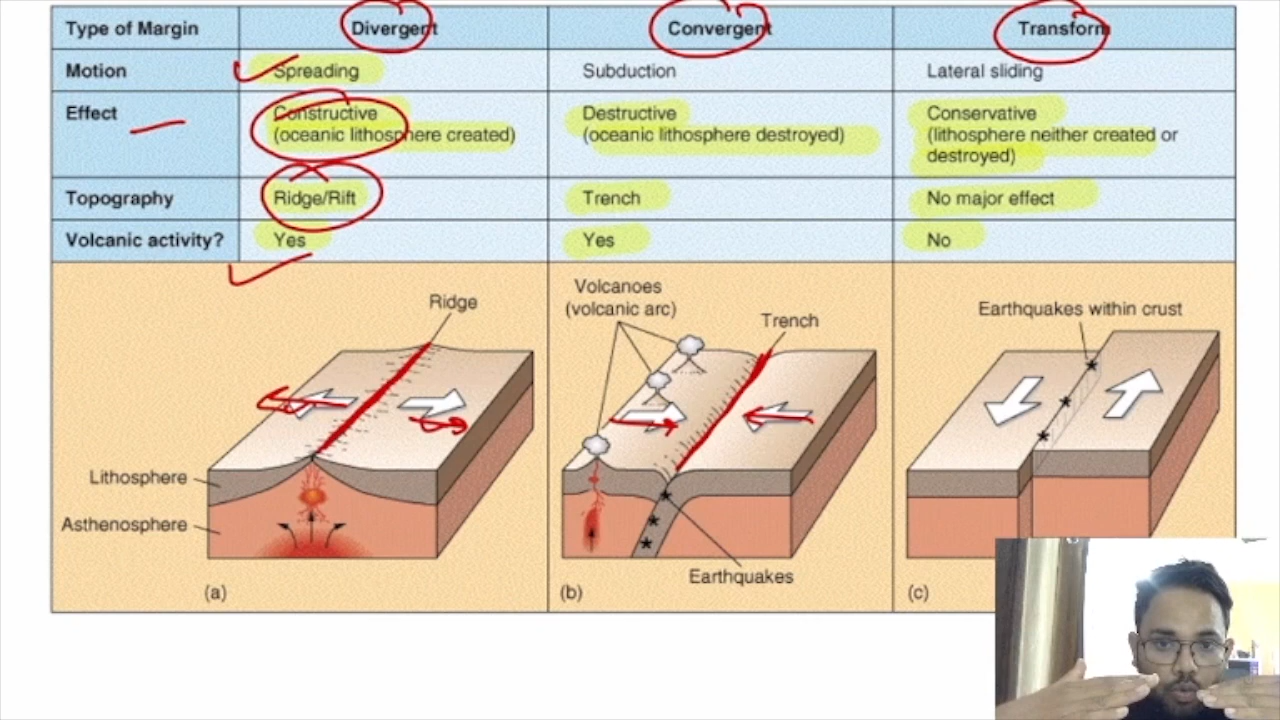 Type of Margin Divergent Convergent Transform
Motion Spreading Subduction Lateral sliding
Effect Constructive Destructive Conservative
(oceanic lithosphere created) (oceanic lithosphere destroyed) (lithosphere neither created or
destroyed)
Topography Ridge/Rift Trench No major effect
Volcanic activity? Yes Yes No
Ridge
Volcanoes
(volcanic arc)
Trench
Earthquakes within crust
Lithosphere
Asthenosphere
Earthquakes
(a) (b) (c)